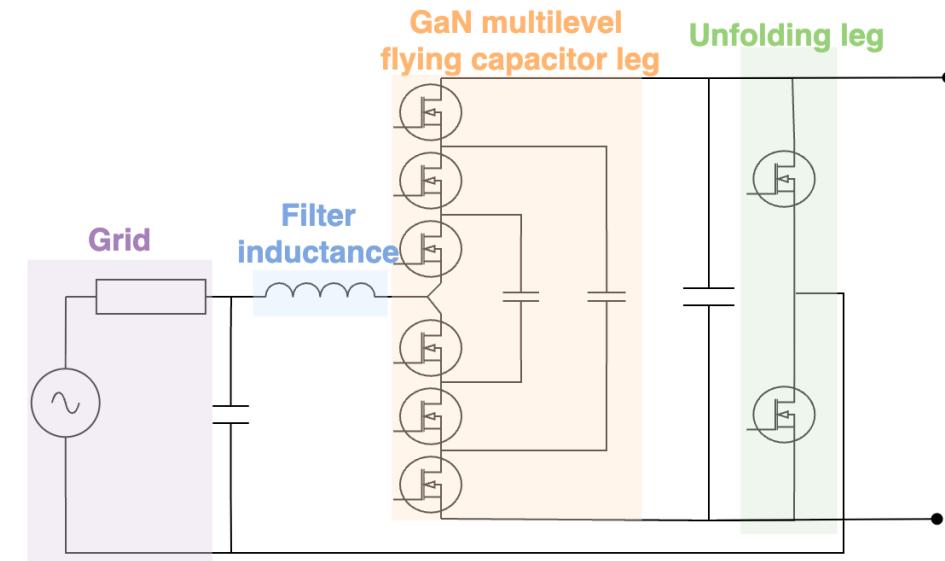 GaN multilevel
flying capacitor leg
Unfolding leg
Filter
inductance
Grid